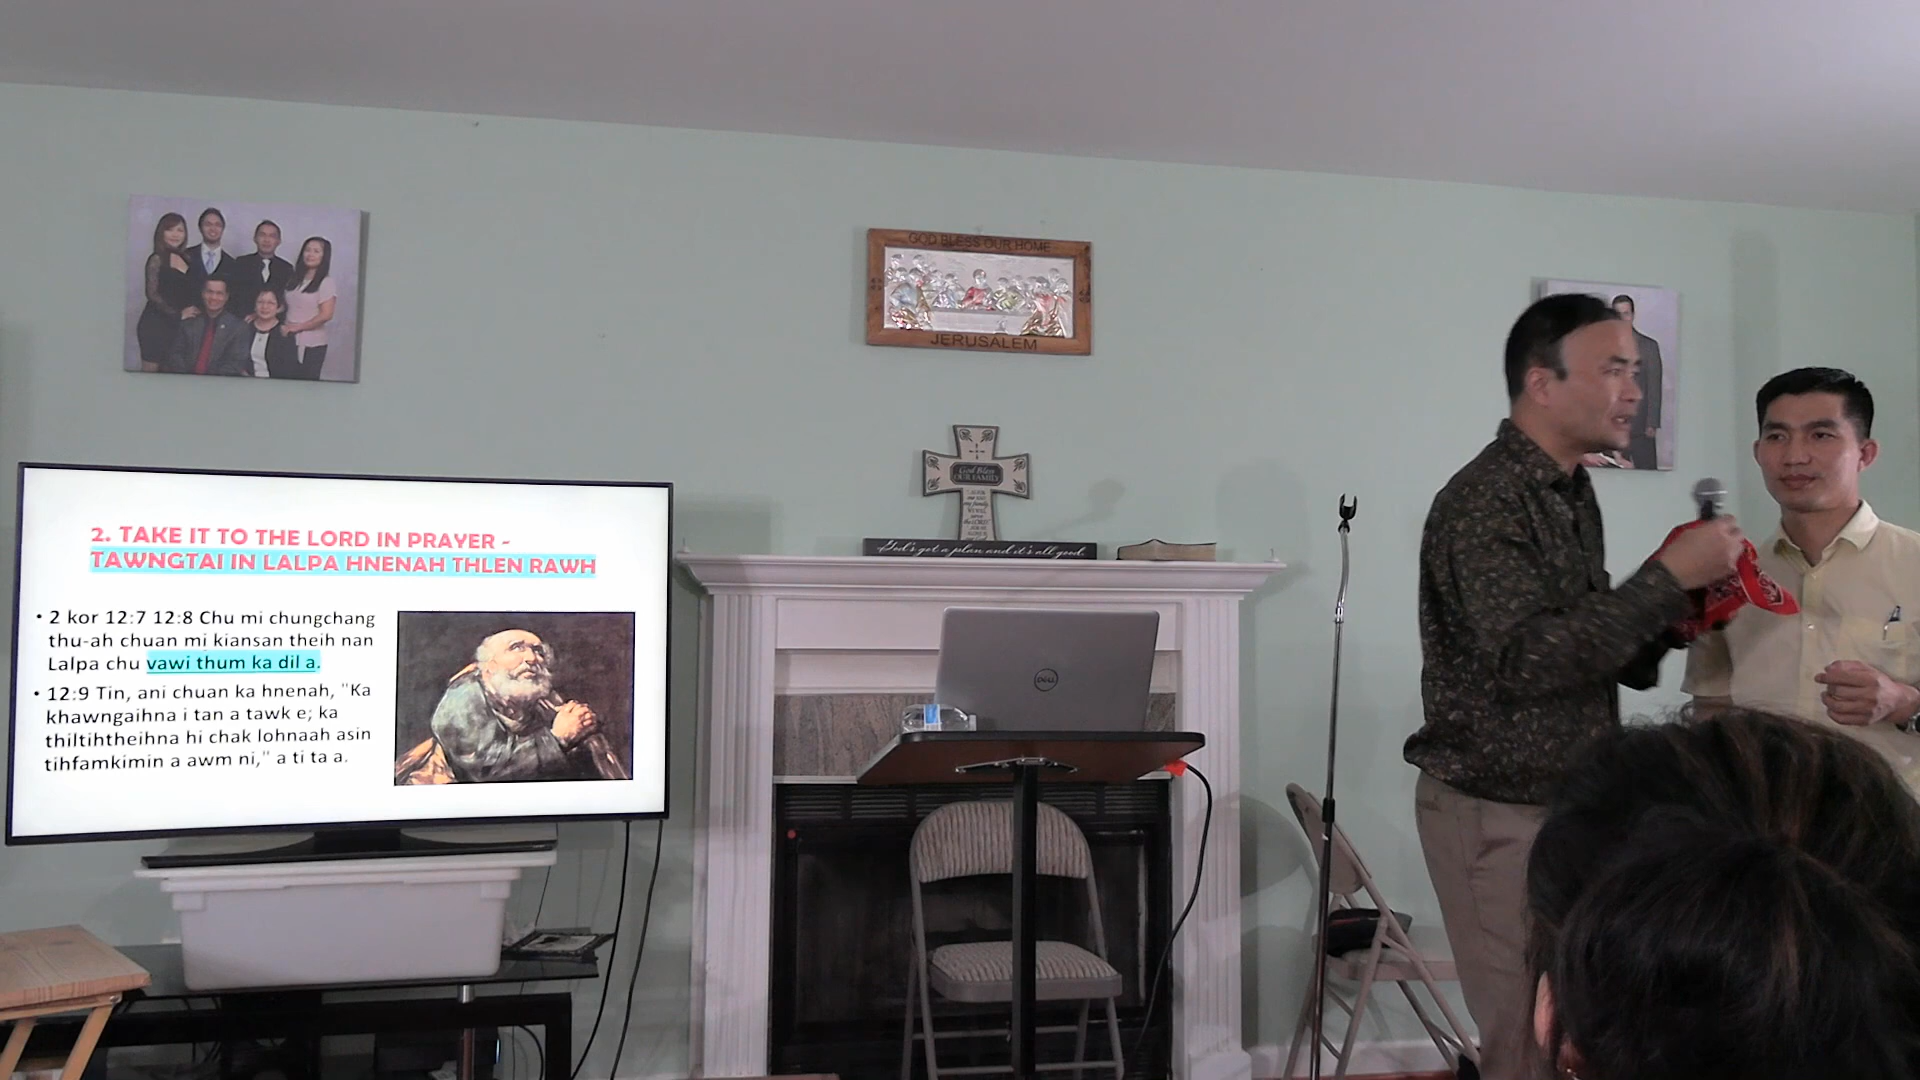 GOD BLESS OUR HOME
JERUSALEM
God Bless
OUR FAMILY
God's got a plan and it's all good.
2. TAKE IT TO THE LORD IN PRAYER -
TAWNGTAI IN LALPA HNENAH THLEN RAWH
• 2 kor 12:7 12:8 Chu mi chungchang
thu-ah chuan mi kiansan theih nan
Lalpa chu vawi thum ka dil a.
• 12:9 Tin, ani chuan ka hnenah, "Ka
khawngaihna i tan a tawk e; ka
thiltihtheihna hi chak lohnaah asin
tihfamkimin a awm ni," a ti ta a.
DELL